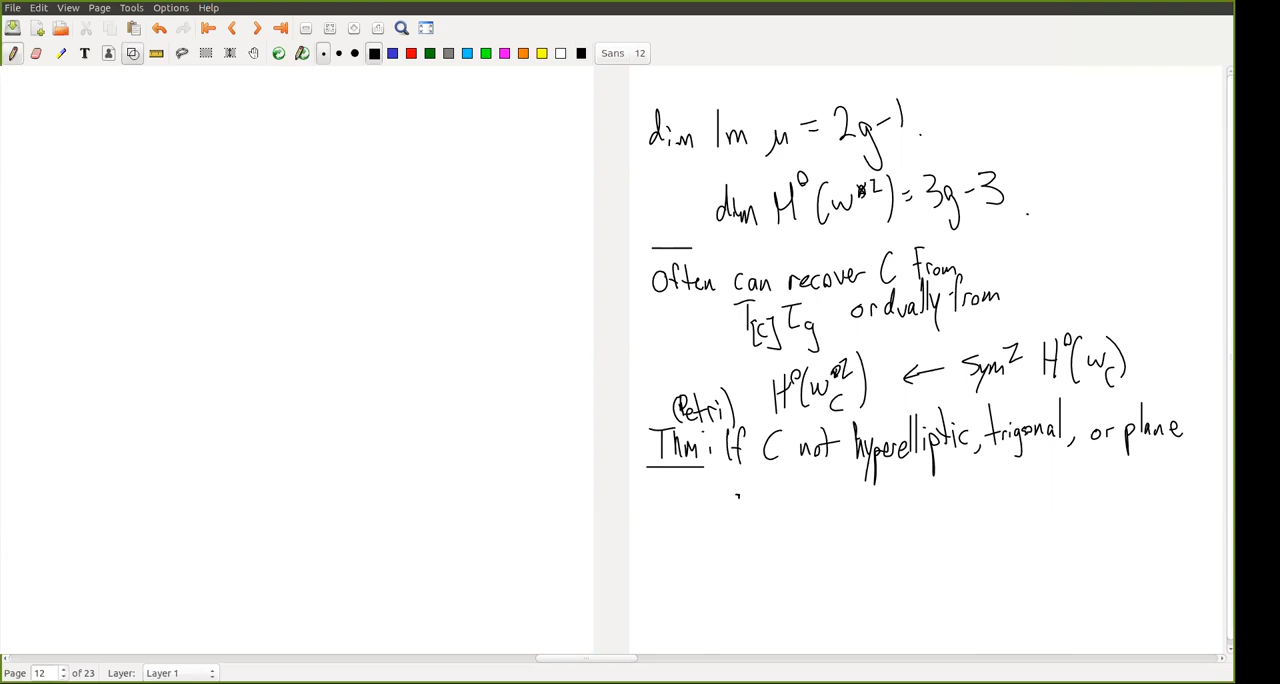 File Edit View Page Tools Options Help
T Sans 12
dim Im μ = 2g-1.
dim H⁰(ω^{⊗2}) = 3g-3.
Often can recover C from
T_{[C]} τ_g or dually from
H⁰(ω_C^{⊗2}) ← Sym² H⁰(ω_C)
(Petri)
Thm: If C not hyperelliptic, trigonal, or plane
Page 12 of 23 Layer: Layer 1